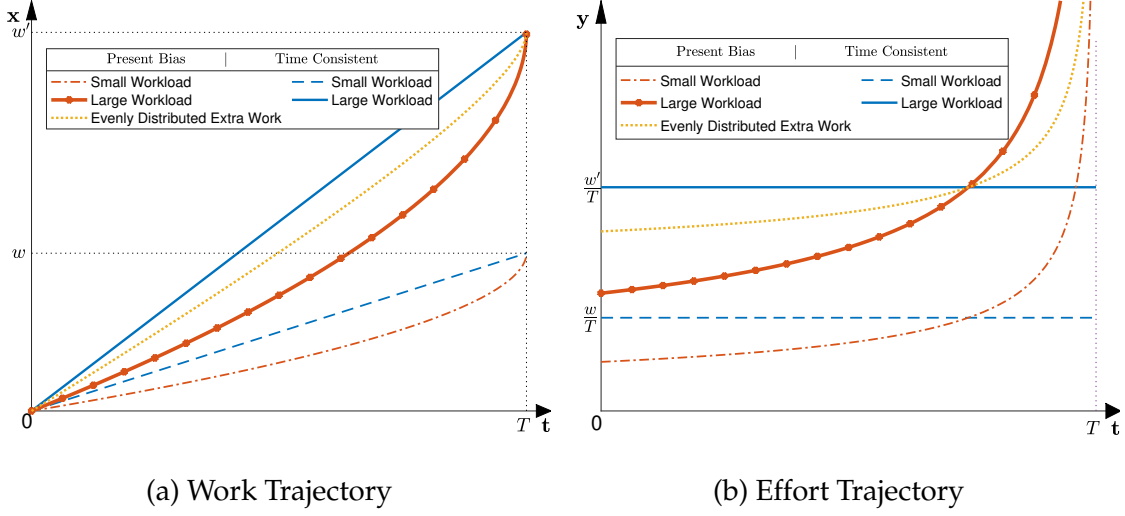 x
w′
Present Bias | Time Consistent
Small Workload Small Workload
Large Workload Large Workload
Evenly Distributed Extra Work
w
0
T t
(a) Work Trajectory
y
Present Bias | Time Consistent
Small Workload Small Workload
Large Workload Large Workload
Evenly Distributed Extra Work
w′/T
w/T
0
T t
(b) Effort Trajectory